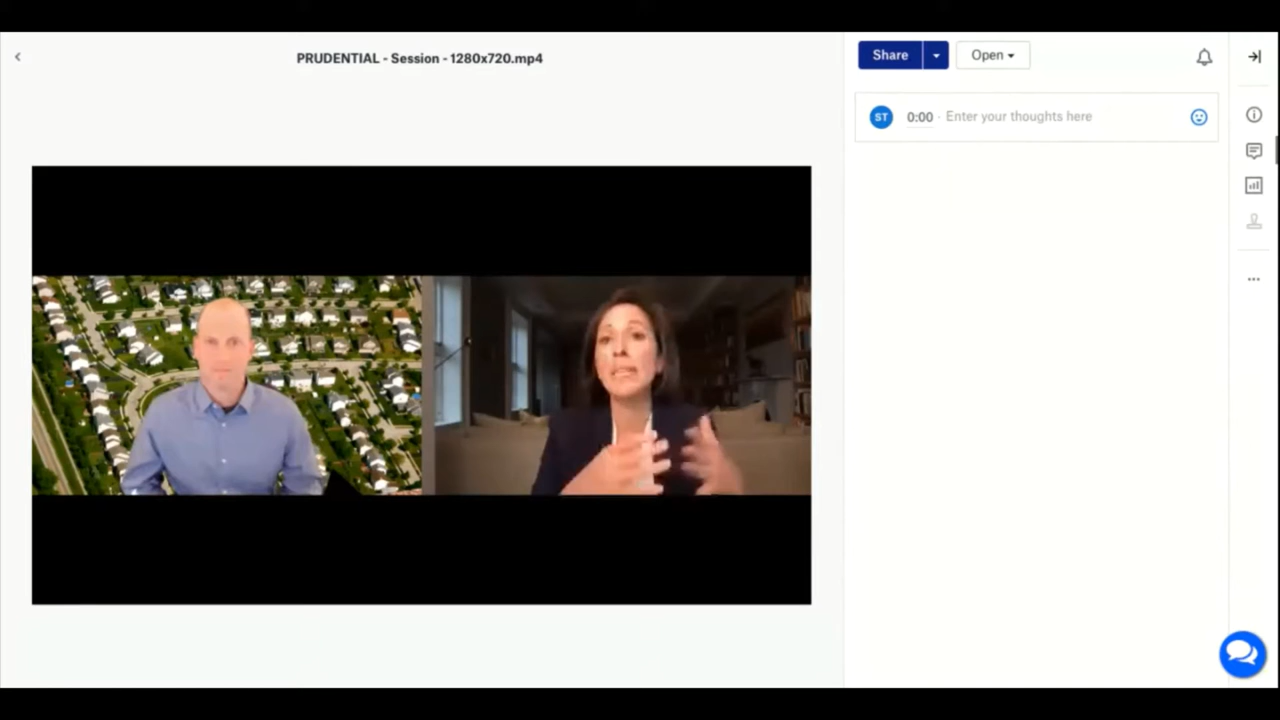 PRUDENTIAL - Session - 1280x720.mp4
Share
Open
ST 0:00 · Enter your thoughts here